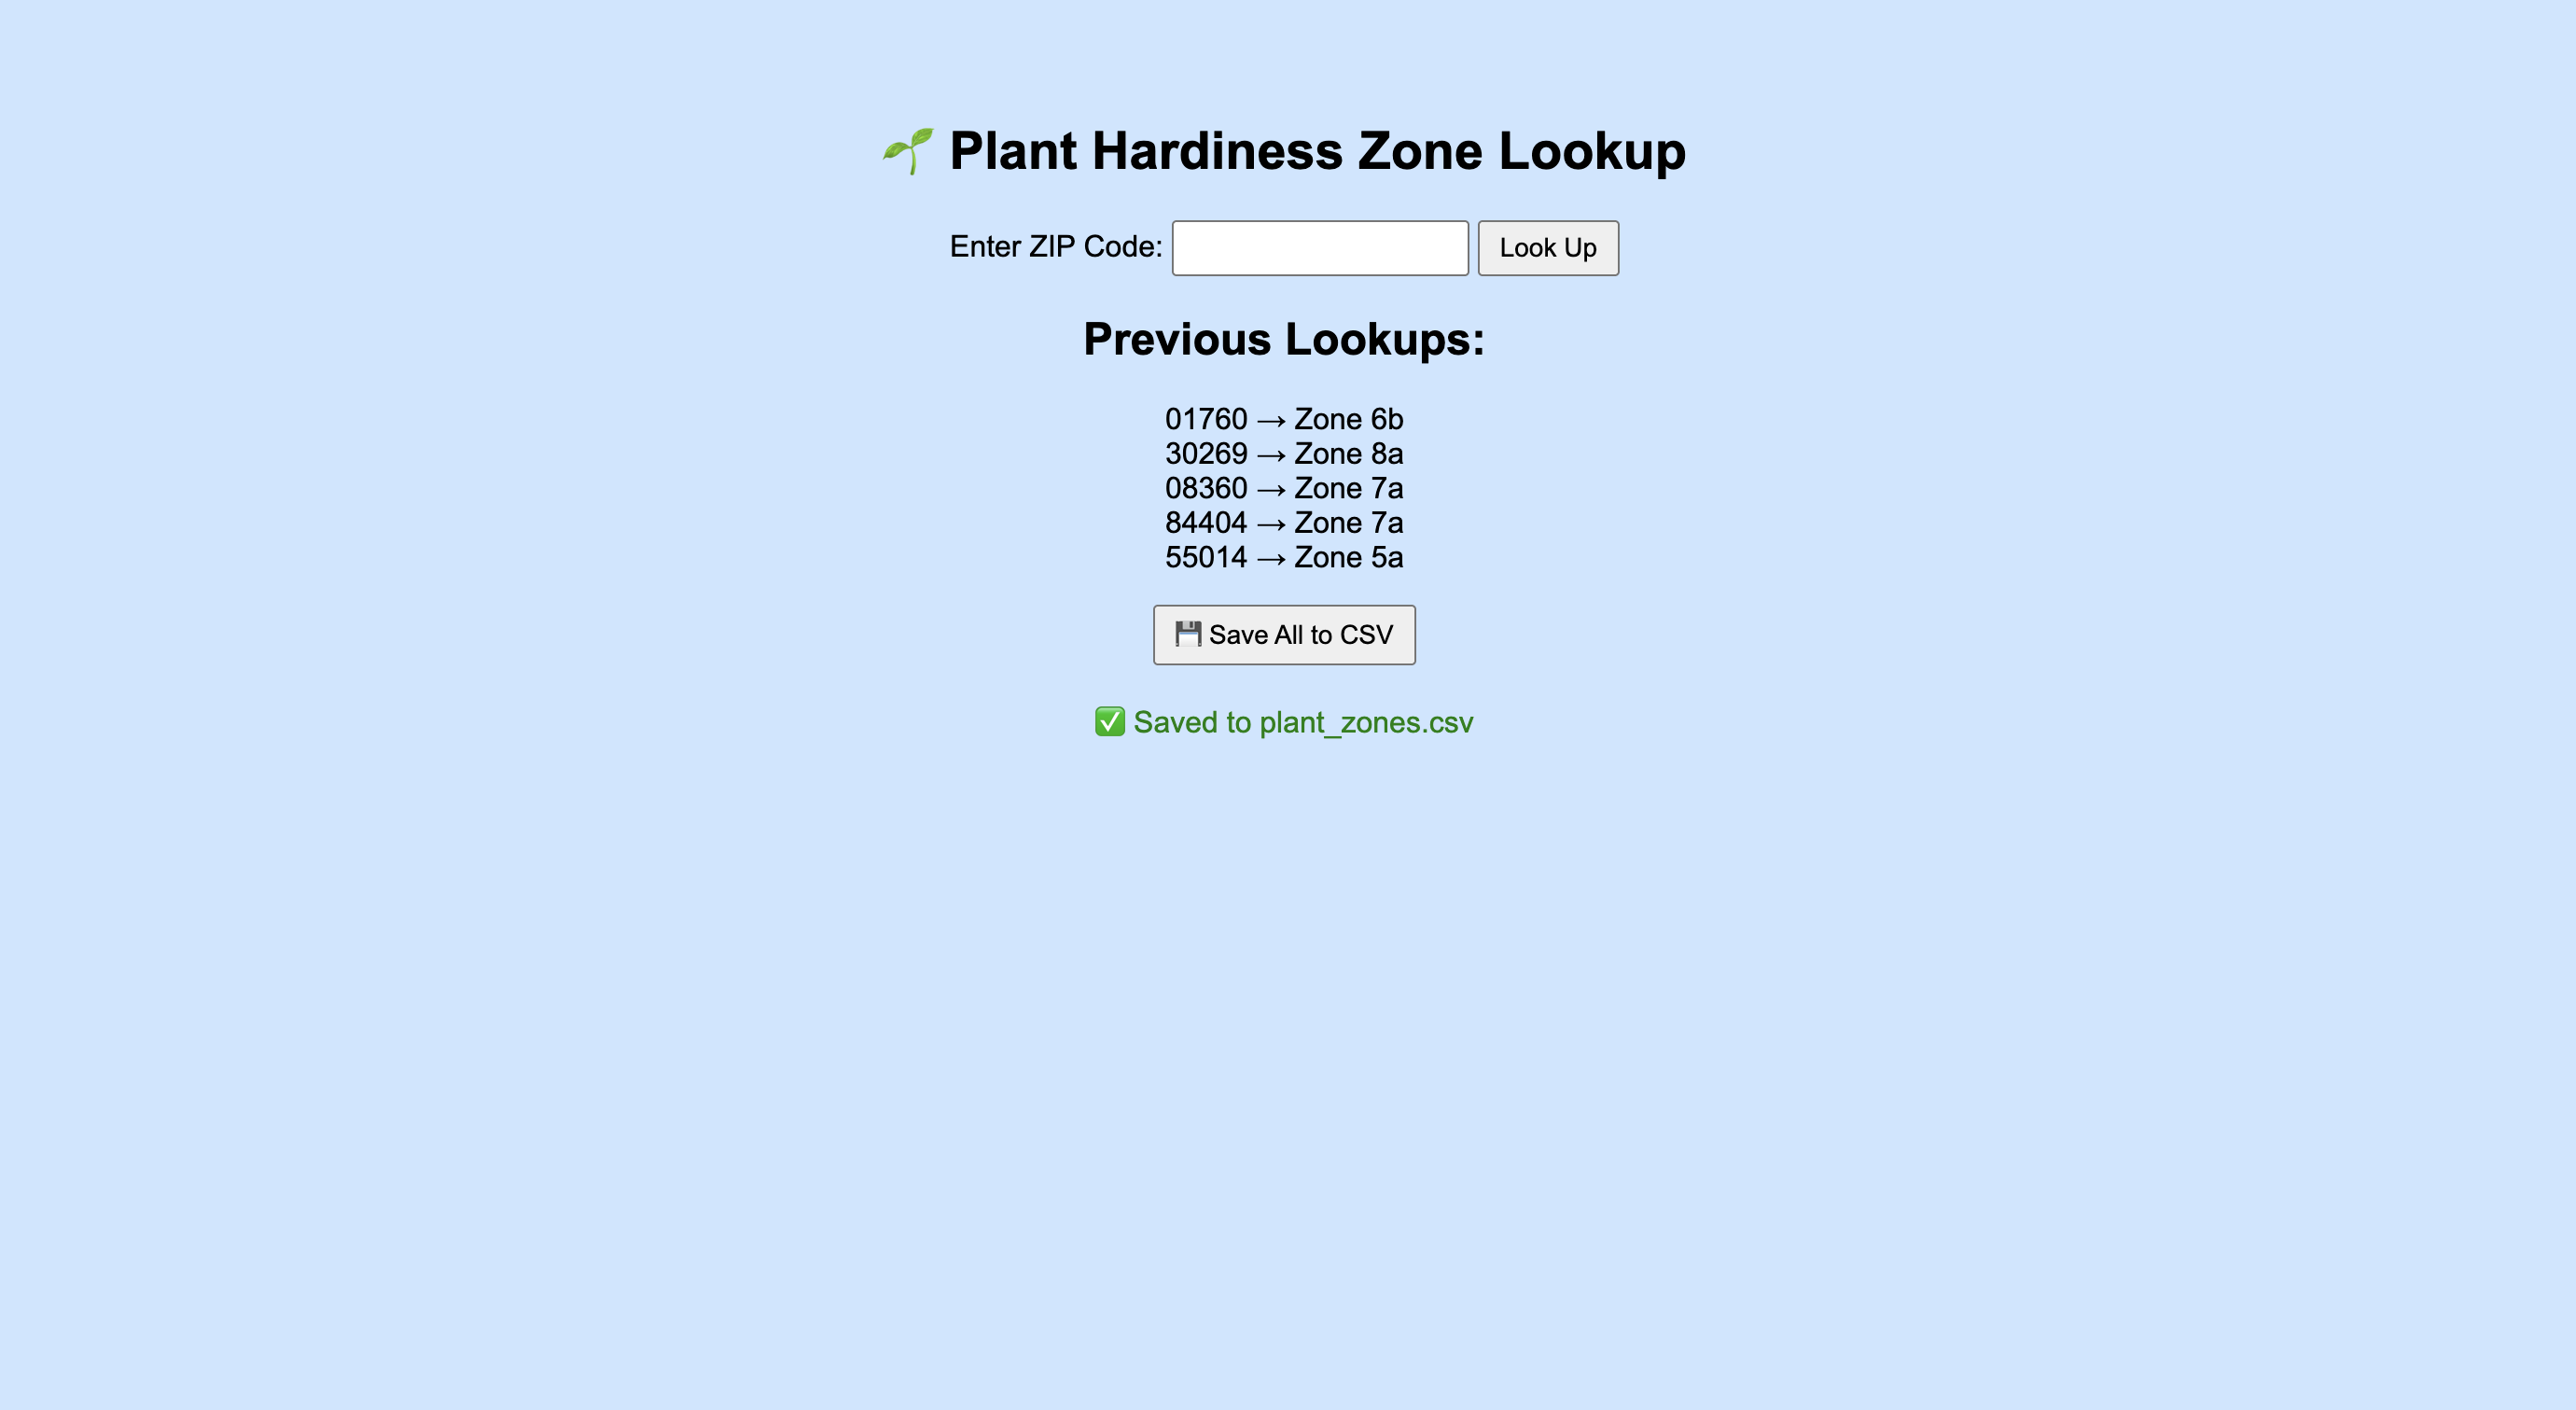 🌱 Plant Hardiness Zone Lookup
Enter ZIP Code: Look Up
Previous Lookups:
01760 → Zone 6b
30269 → Zone 8a
08360 → Zone 7a
84404 → Zone 7a
55014 → Zone 5a
💾 Save All to CSV
✅ Saved to plant_zones.csv